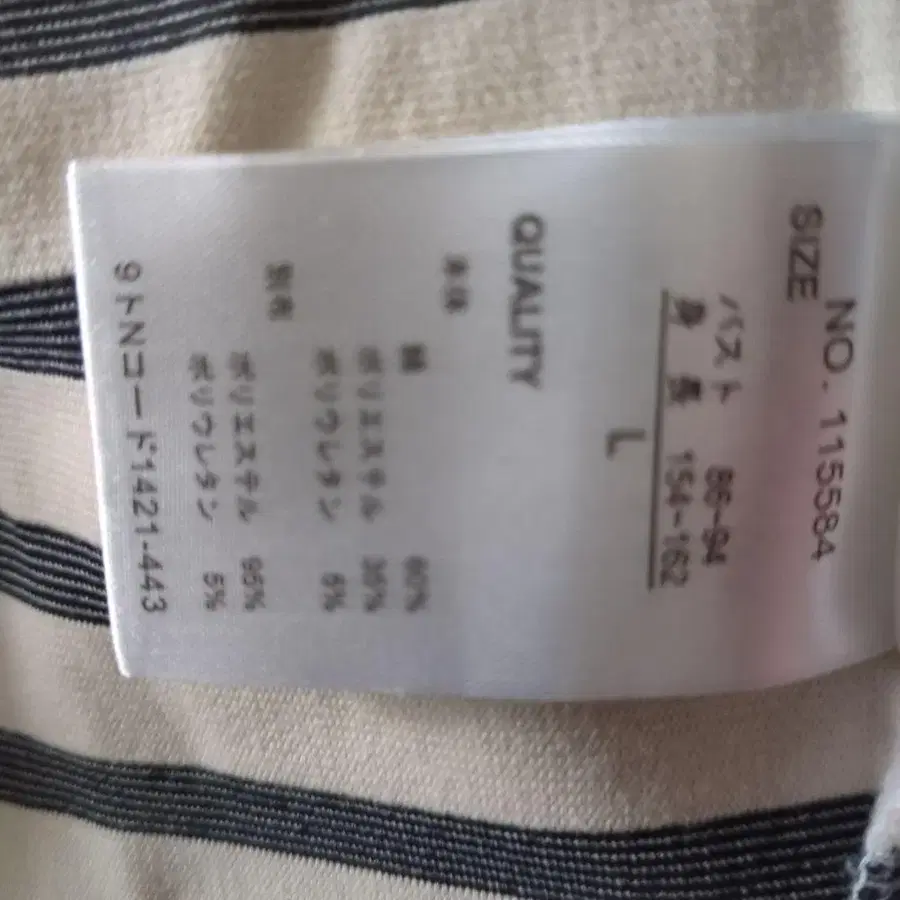 NO. 115584
SIZE
バスト 86-94
身 長 154-162
L
QUALITY
本体
綿 60%
ポリエステル 35%
ポリウレタン 5%
別布
ポリエステル 95%
ポリウレタン 5%
9トNコード1421-443